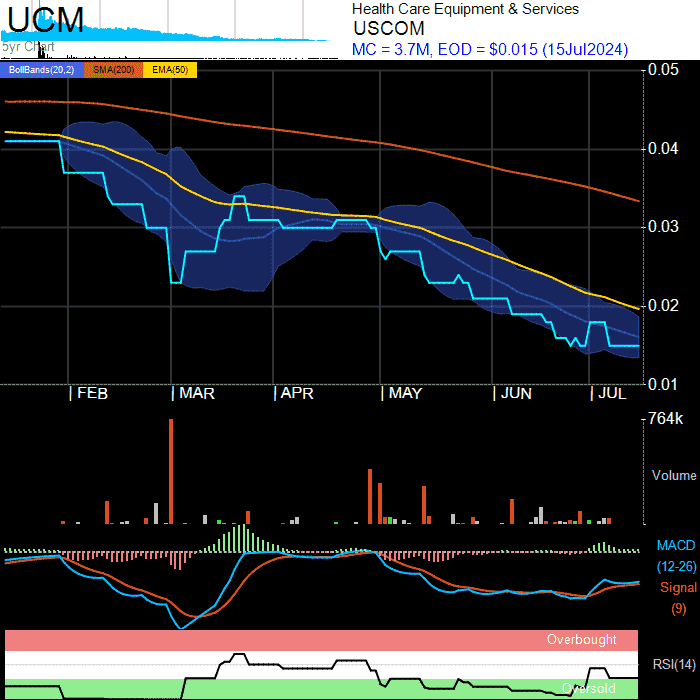 UCM
5yr Chart
Health Care Equipment & Services
USCOM
MC = 3.7M, EOD = $0.015 (15Jul2024)
BollBands(20,2) SMA(200) EMA(50)
0.05
0.04
0.03
0.02
0.01
FEB MAR APR MAY JUN JUL
764k
Volume
MACD
(12-26)
Signal
(9)
Overbought
RSI(14)
Oversold